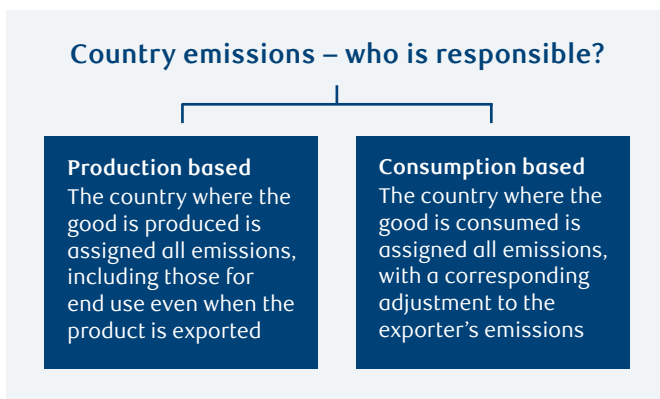 Country emissions – who is responsible?
Production based
The country where the
good is produced is
assigned all emissions,
including those for
end use even when the
product is exported
Consumption based
The country where the
good is consumed is
assigned all emissions,
with a corresponding
adjustment to the
exporter’s emissions